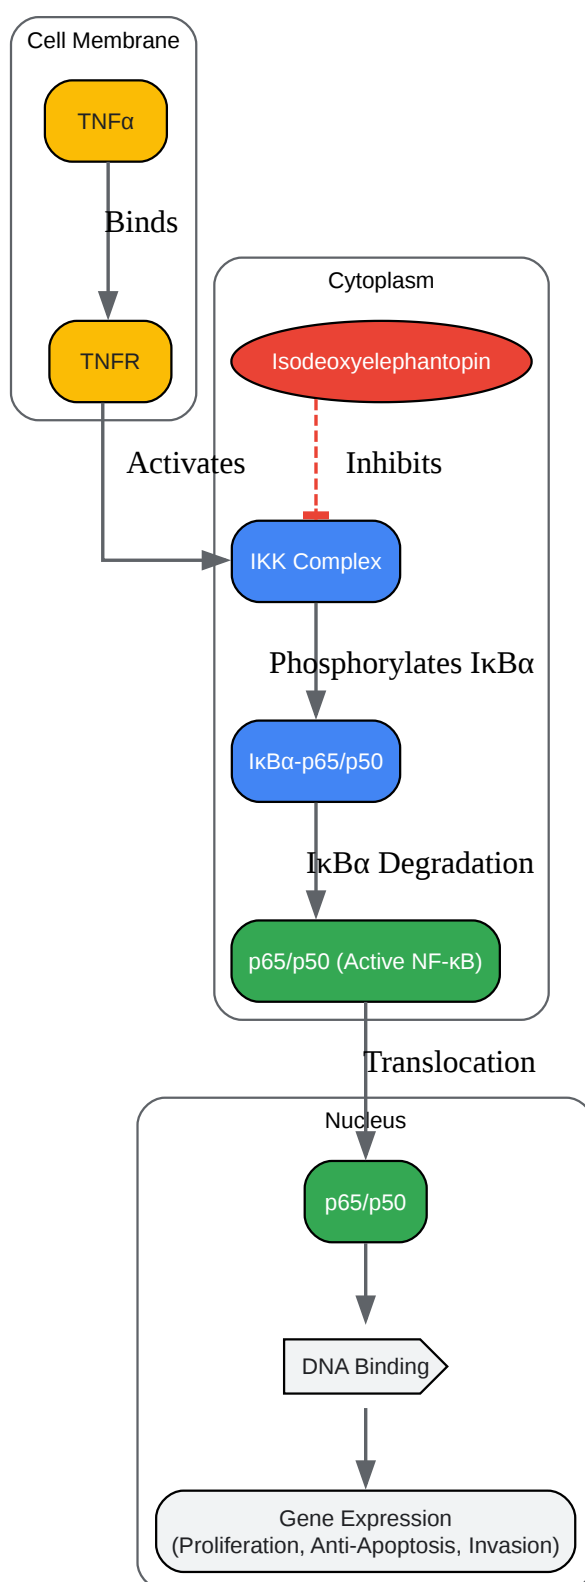 Cell Membrane
TNFα
Binds
TNFR
Cytoplasm
Isodeoxyelephantopin
Activates
Inhibits
IKK Complex
Phosphorylates IκBα
IκBα-p65/p50
IκBα Degradation
p65/p50 (Active NF-κB)
Translocation
Nucleus
p65/p50
DNA Binding
Gene Expression
(Proliferation, Anti-Apoptosis, Invasion)